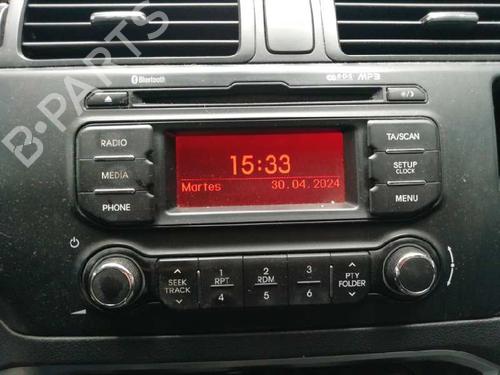 B-PARTS
Bluetooth
RDS MP3
RADIO
MEDIA
PHONE
15:33
Martes 30.04.2024
TA/SCAN
SETUP
CLOCK
MENU
SEEK
TRACK
1
RPT
4
2
RDM
5
3
6
PTY
FOLDER